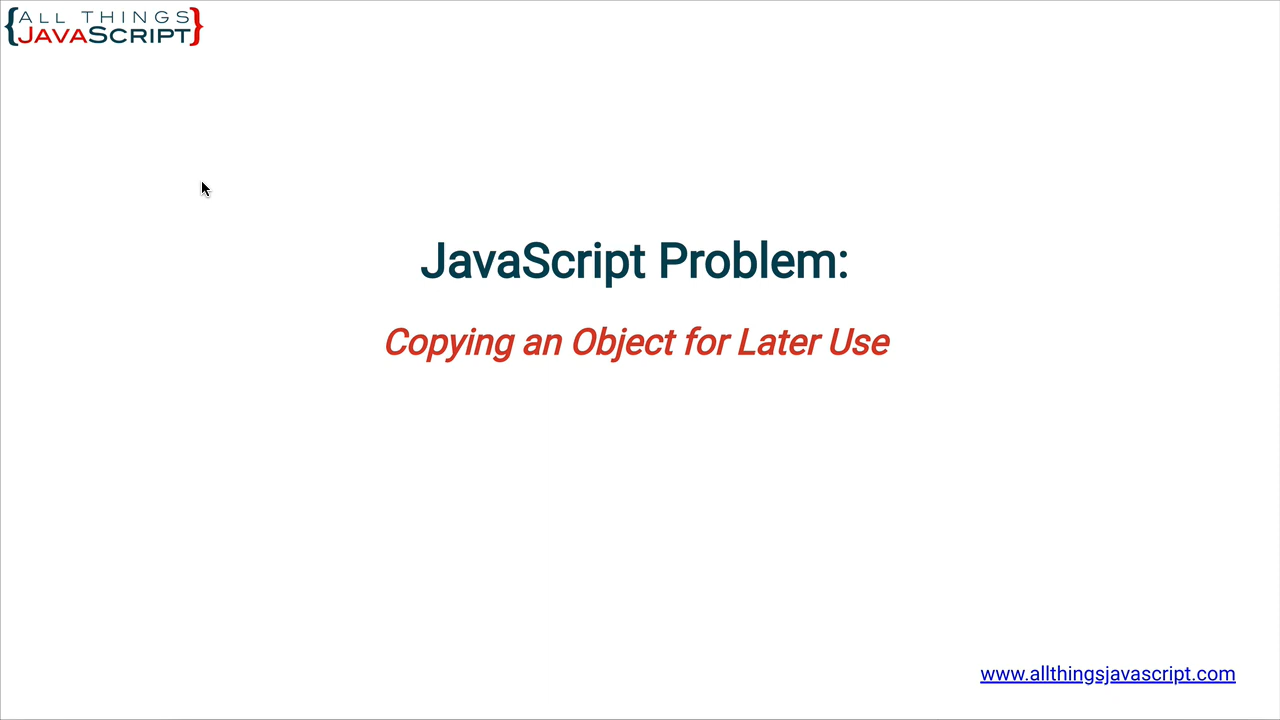 {ALL THINGS
JAVASCRIPT}
JavaScript Problem:
Copying an Object for Later Use
www.allthingsjavascript.com